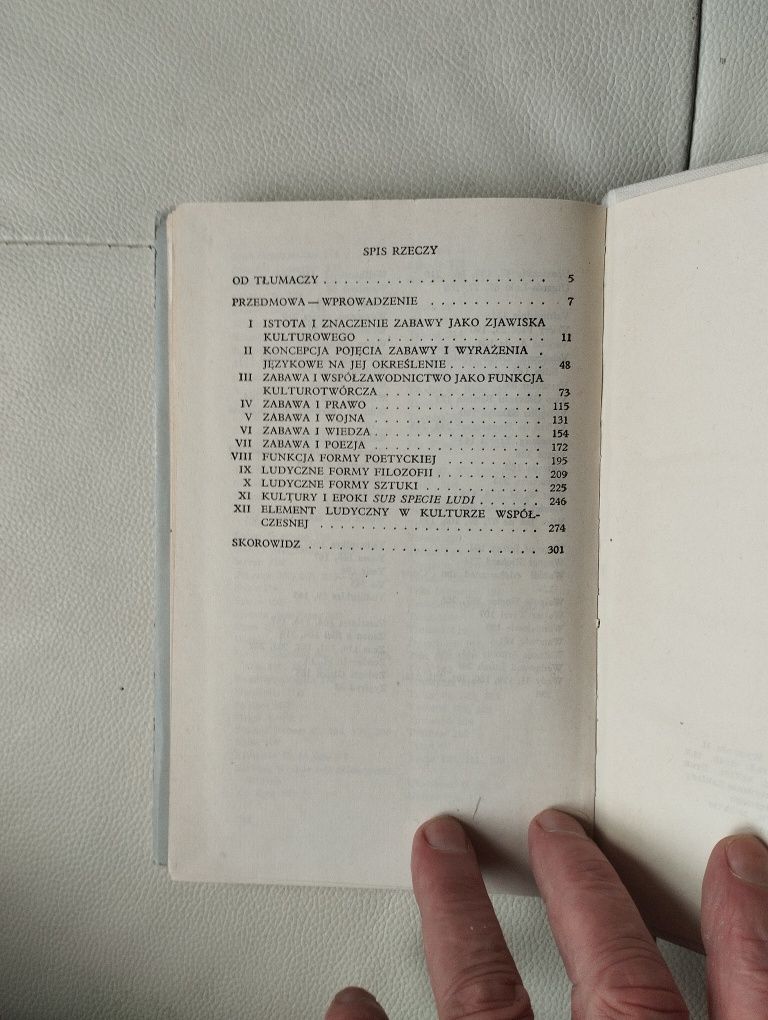 SPIS RZECZY
OD TŁUMACZY . . . . . . . . . . . . . . . . . . . . . . 5
PRZEDMOWA — WPROWADZENIE . . . . . . . . . . . . 7
I ISTOTA I ZNACZENIE ZABAWY JAKO ZJAWISKA
KULTUROWEGO . . . . . . . . . . . . . . . . . . 11
II KONCEPCJA POJĘCIA ZABAWY I WYRAŻENIA .
JĘZYKOWE NA JEJ OKREŚLENIE . . . . . . . . . 48
III ZABAWA I WSPÓŁZAWODNICTWO JAKO FUNKCJA
KULTUROTWÓRCZA . . . . . . . . . . . . . . . . 73
IV ZABAWA I PRAWO . . . . . . . . . . . . . . . . . 115
V ZABAWA I WOJNA . . . . . . . . . . . . . . . . . 131
VI ZABAWA I WIEDZA . . . . . . . . . . . . . . . . . 154
VII ZABAWA I POEZJA . . . . . . . . . . . . . . . . . 172
VIII FUNKCJA FORMY POETYCKIEJ . . . . . . . . . . 195
IX LUDYCZNE FORMY FILOZOFII . . . . . . . . . . . 209
X LUDYCZNE FORMY SZTUKI . . . . . . . . . . . . 225
XI KULTURY I EPOKI SUB SPECIE LUDI . . . . . . . 246
XII ELEMENT LUDYCZNY W KULTURZE WSPÓŁ-
CZESNEJ . . . . . . . . . . . . . . . . . . . . . 274
SKOROWIDZ . . . . . . . . . . . . . . . . . . . . . . . 301